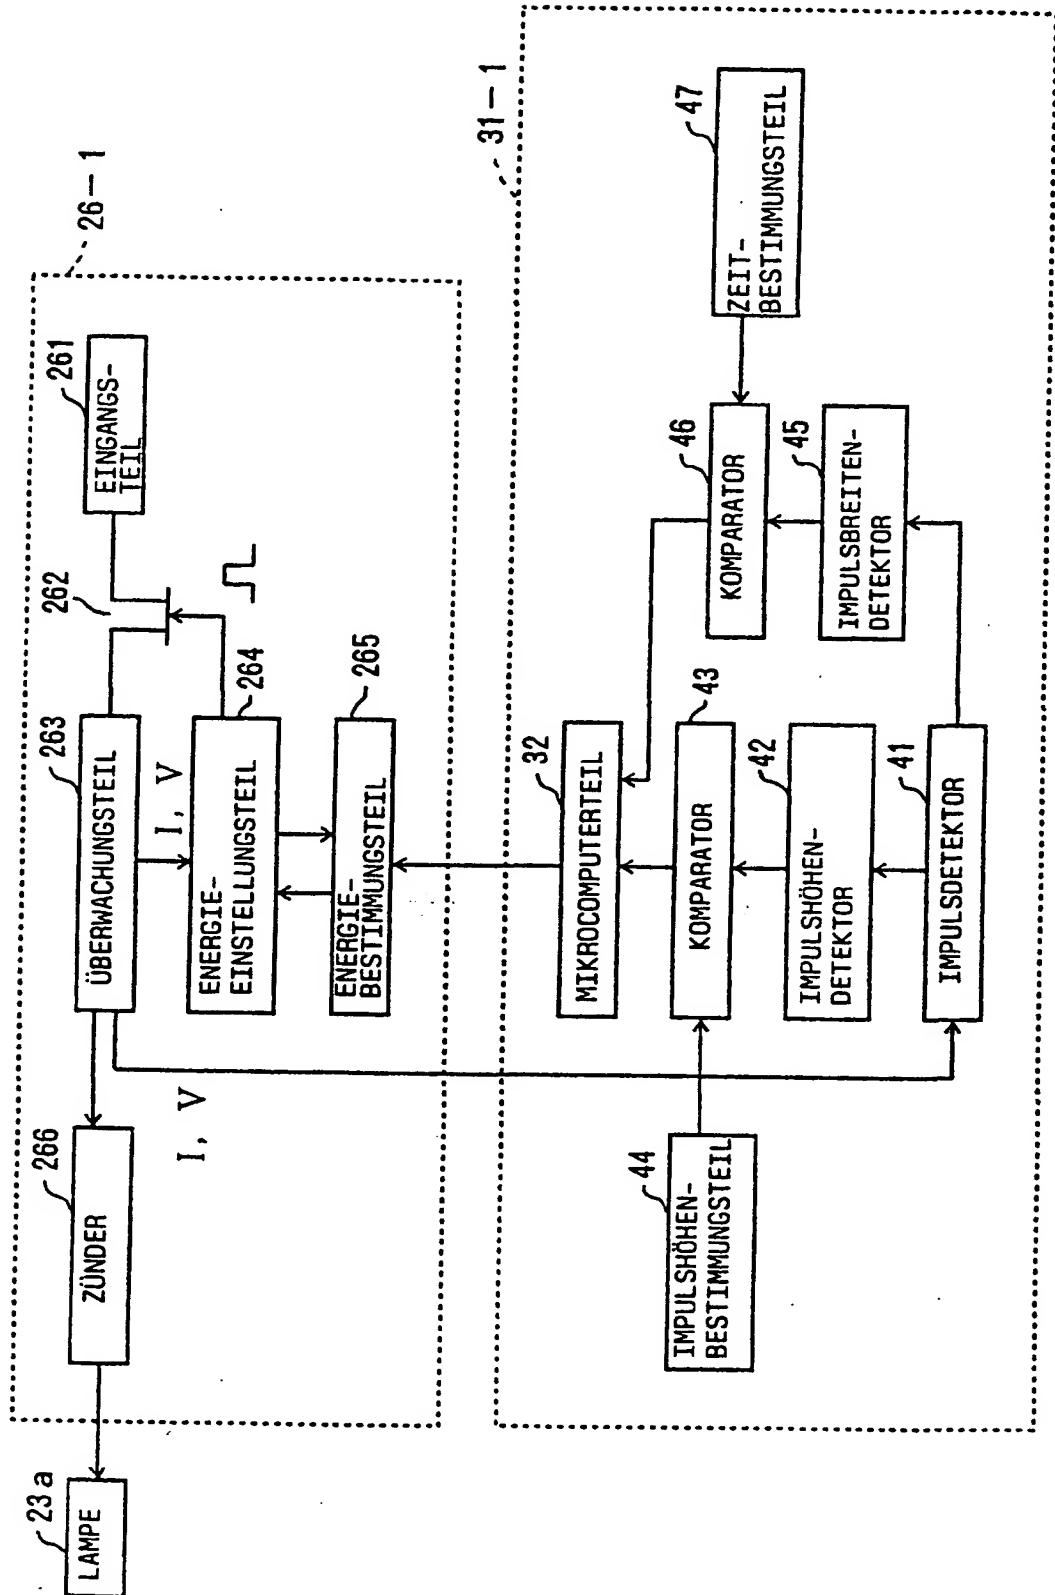 26-1
261
EINGANGS-
TEIL
262
263
ÜBERWACHUNGSTEIL
I, V
264
ENERGIE-
EINSTELLUNGSTEIL
265
ENERGIE-
BESTIMMUNGSTEIL
I, V
266
ZÜNDER
23a
LAMPE
31-1
47
ZEIT-
BESTIMMUNGSTEIL
46
KOMPARATOR
45
IMPULSBREITEN-
DETEKTOR
32
MIKROCOMPUTERTEIL
43
KOMPARATOR
42
IMPULSHÖHEN-
DETEKTOR
41
IMPULSDETEKTOR
44
IMPULSHÖHEN-
BESTIMMUNGSTEIL